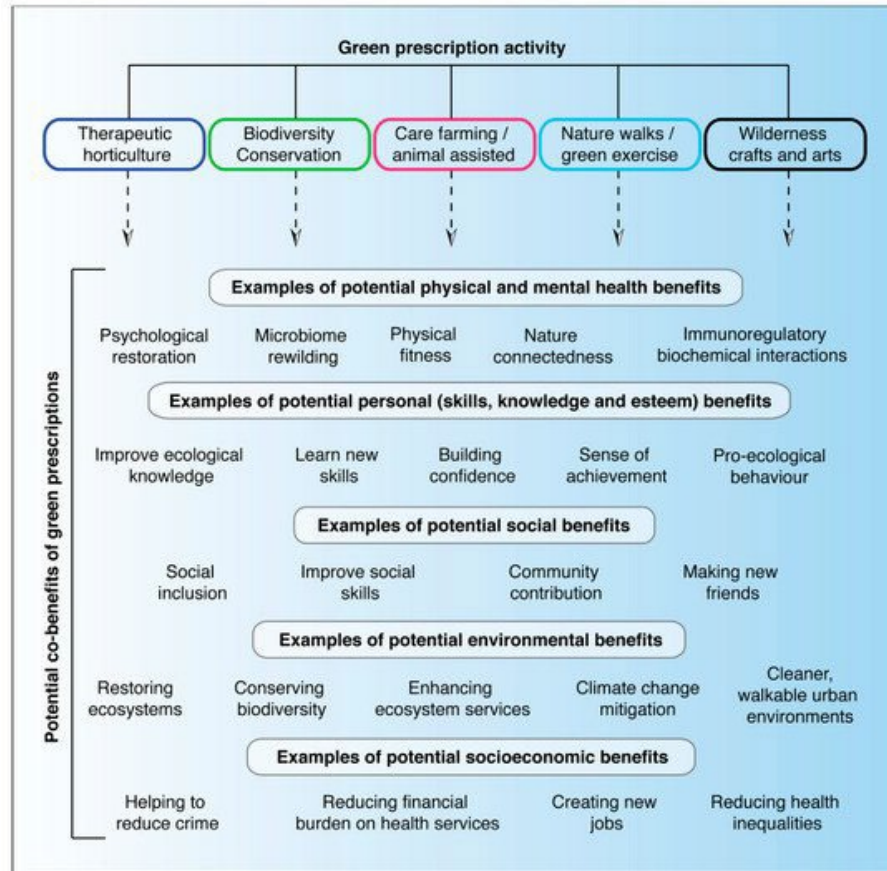 Green prescription activity
Therapeutic
horticulture
Biodiversity
Conservation
Care farming /
animal assisted
Nature walks /
green exercise
Wilderness
crafts and arts
Potential co-benefits of green prescriptions
Examples of potential physical and mental health benefits
Psychological
restoration
Microbiome
rewilding
Physical
fitness
Nature
connectedness
Immunoregulatory
biochemical interactions
Examples of potential personal (skills, knowledge and esteem) benefits
Improve ecological
knowledge
Learn new
skills
Building
confidence
Sense of
achievement
Pro-ecological
behaviour
Examples of potential social benefits
Social
inclusion
Improve social
skills
Community
contribution
Making new
friends
Examples of potential environmental benefits
Restoring
ecosystems
Conserving
biodiversity
Enhancing
ecosystem services
Climate change
mitigation
Cleaner,
walkable urban
environments
Examples of potential socioeconomic benefits
Helping to
reduce crime
Reducing financial
burden on health services
Creating new
jobs
Reducing health
inequalities